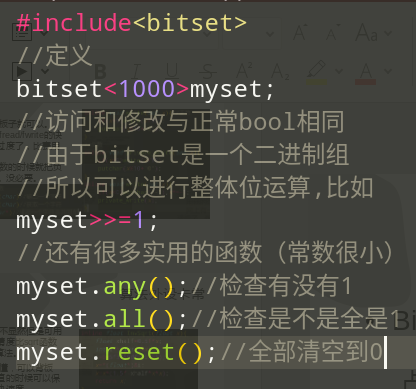 #include<bitset>
//定义
bitset<1000>myset;
//访问和修改与正常bool相同
//由于bitset是一个二进制组
//所以可以进行整体位运算,比如
myset>>=1;
//还有很多实用的函数（常数很小）
myset.any();//检查有没有1
myset.all();//检查是不是全是1
myset.reset();//全部清空到0